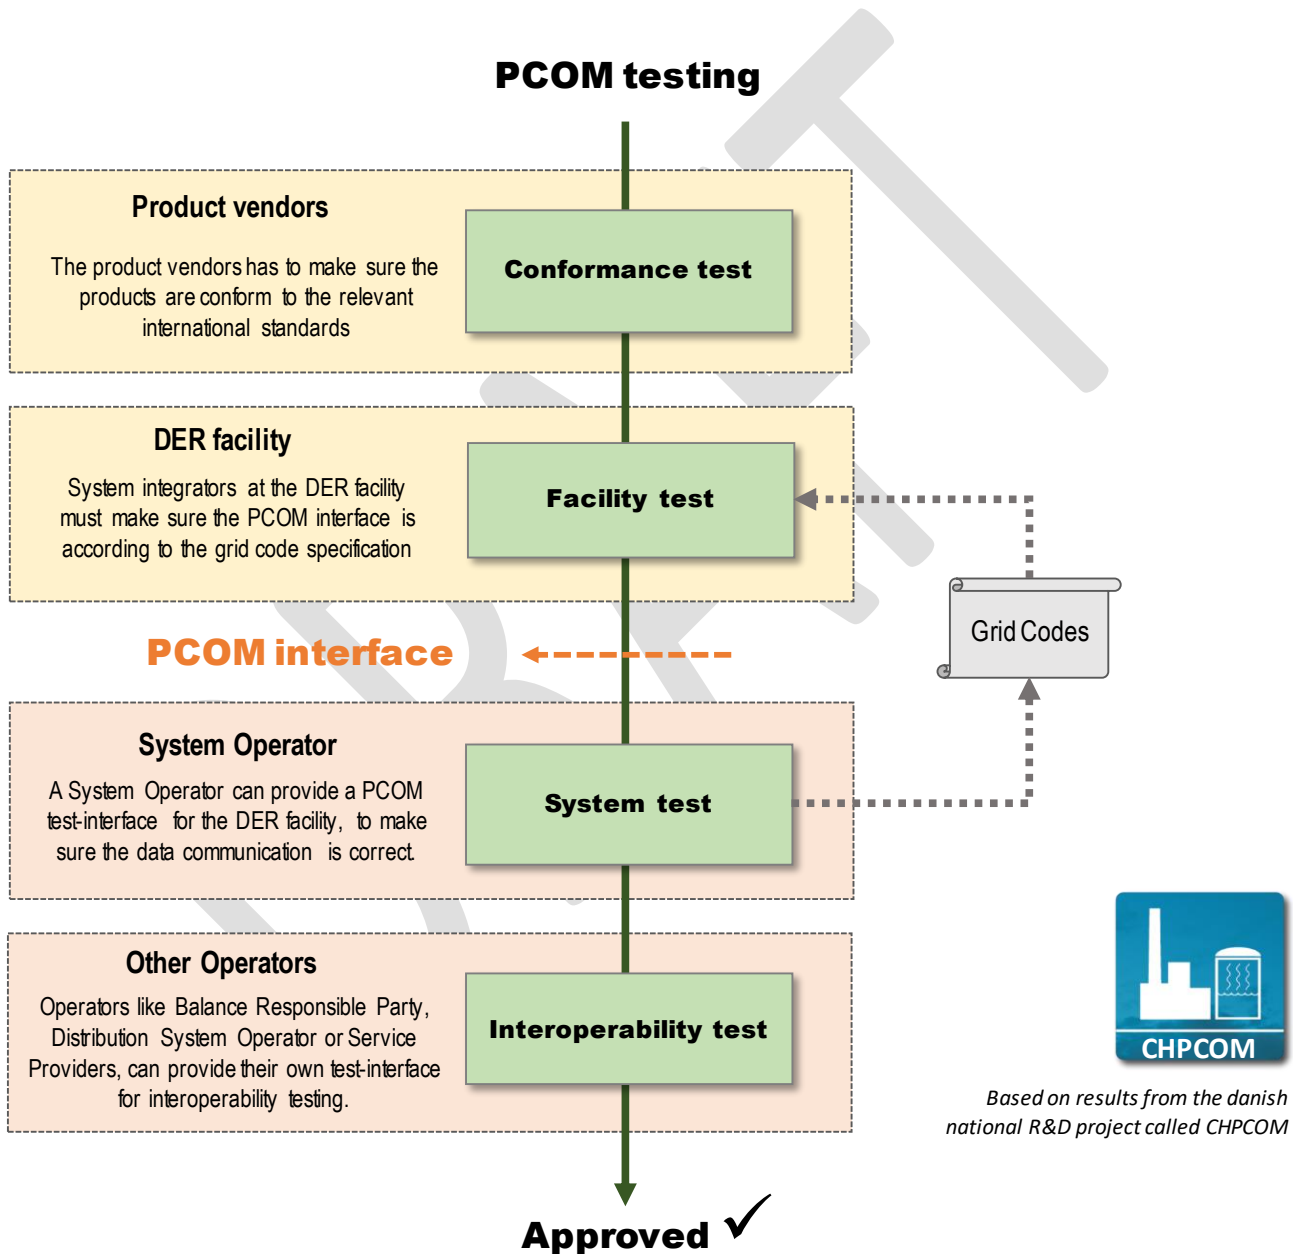 PCOM testing
Product vendors
The product vendors has to make sure the
products are conform to the relevant
international standards
Conformance test
DER facility
System integrators at the DER facility
must make sure the PCOM interface is
according to the grid code specification
Facility test
Grid Codes
PCOM interface
System Operator
A System Operator can provide a PCOM
test-interface for the DER facility, to make
sure the data communication is correct.
System test
Other Operators
Operators like Balance Responsible Party,
Distribution System Operator or Service
Providers, can provide their own test-interface
for interoperability testing.
Interoperability test
CHPCOM
Based on results from the danish
national R&D project called CHPCOM
Approved ✓
DRAFT